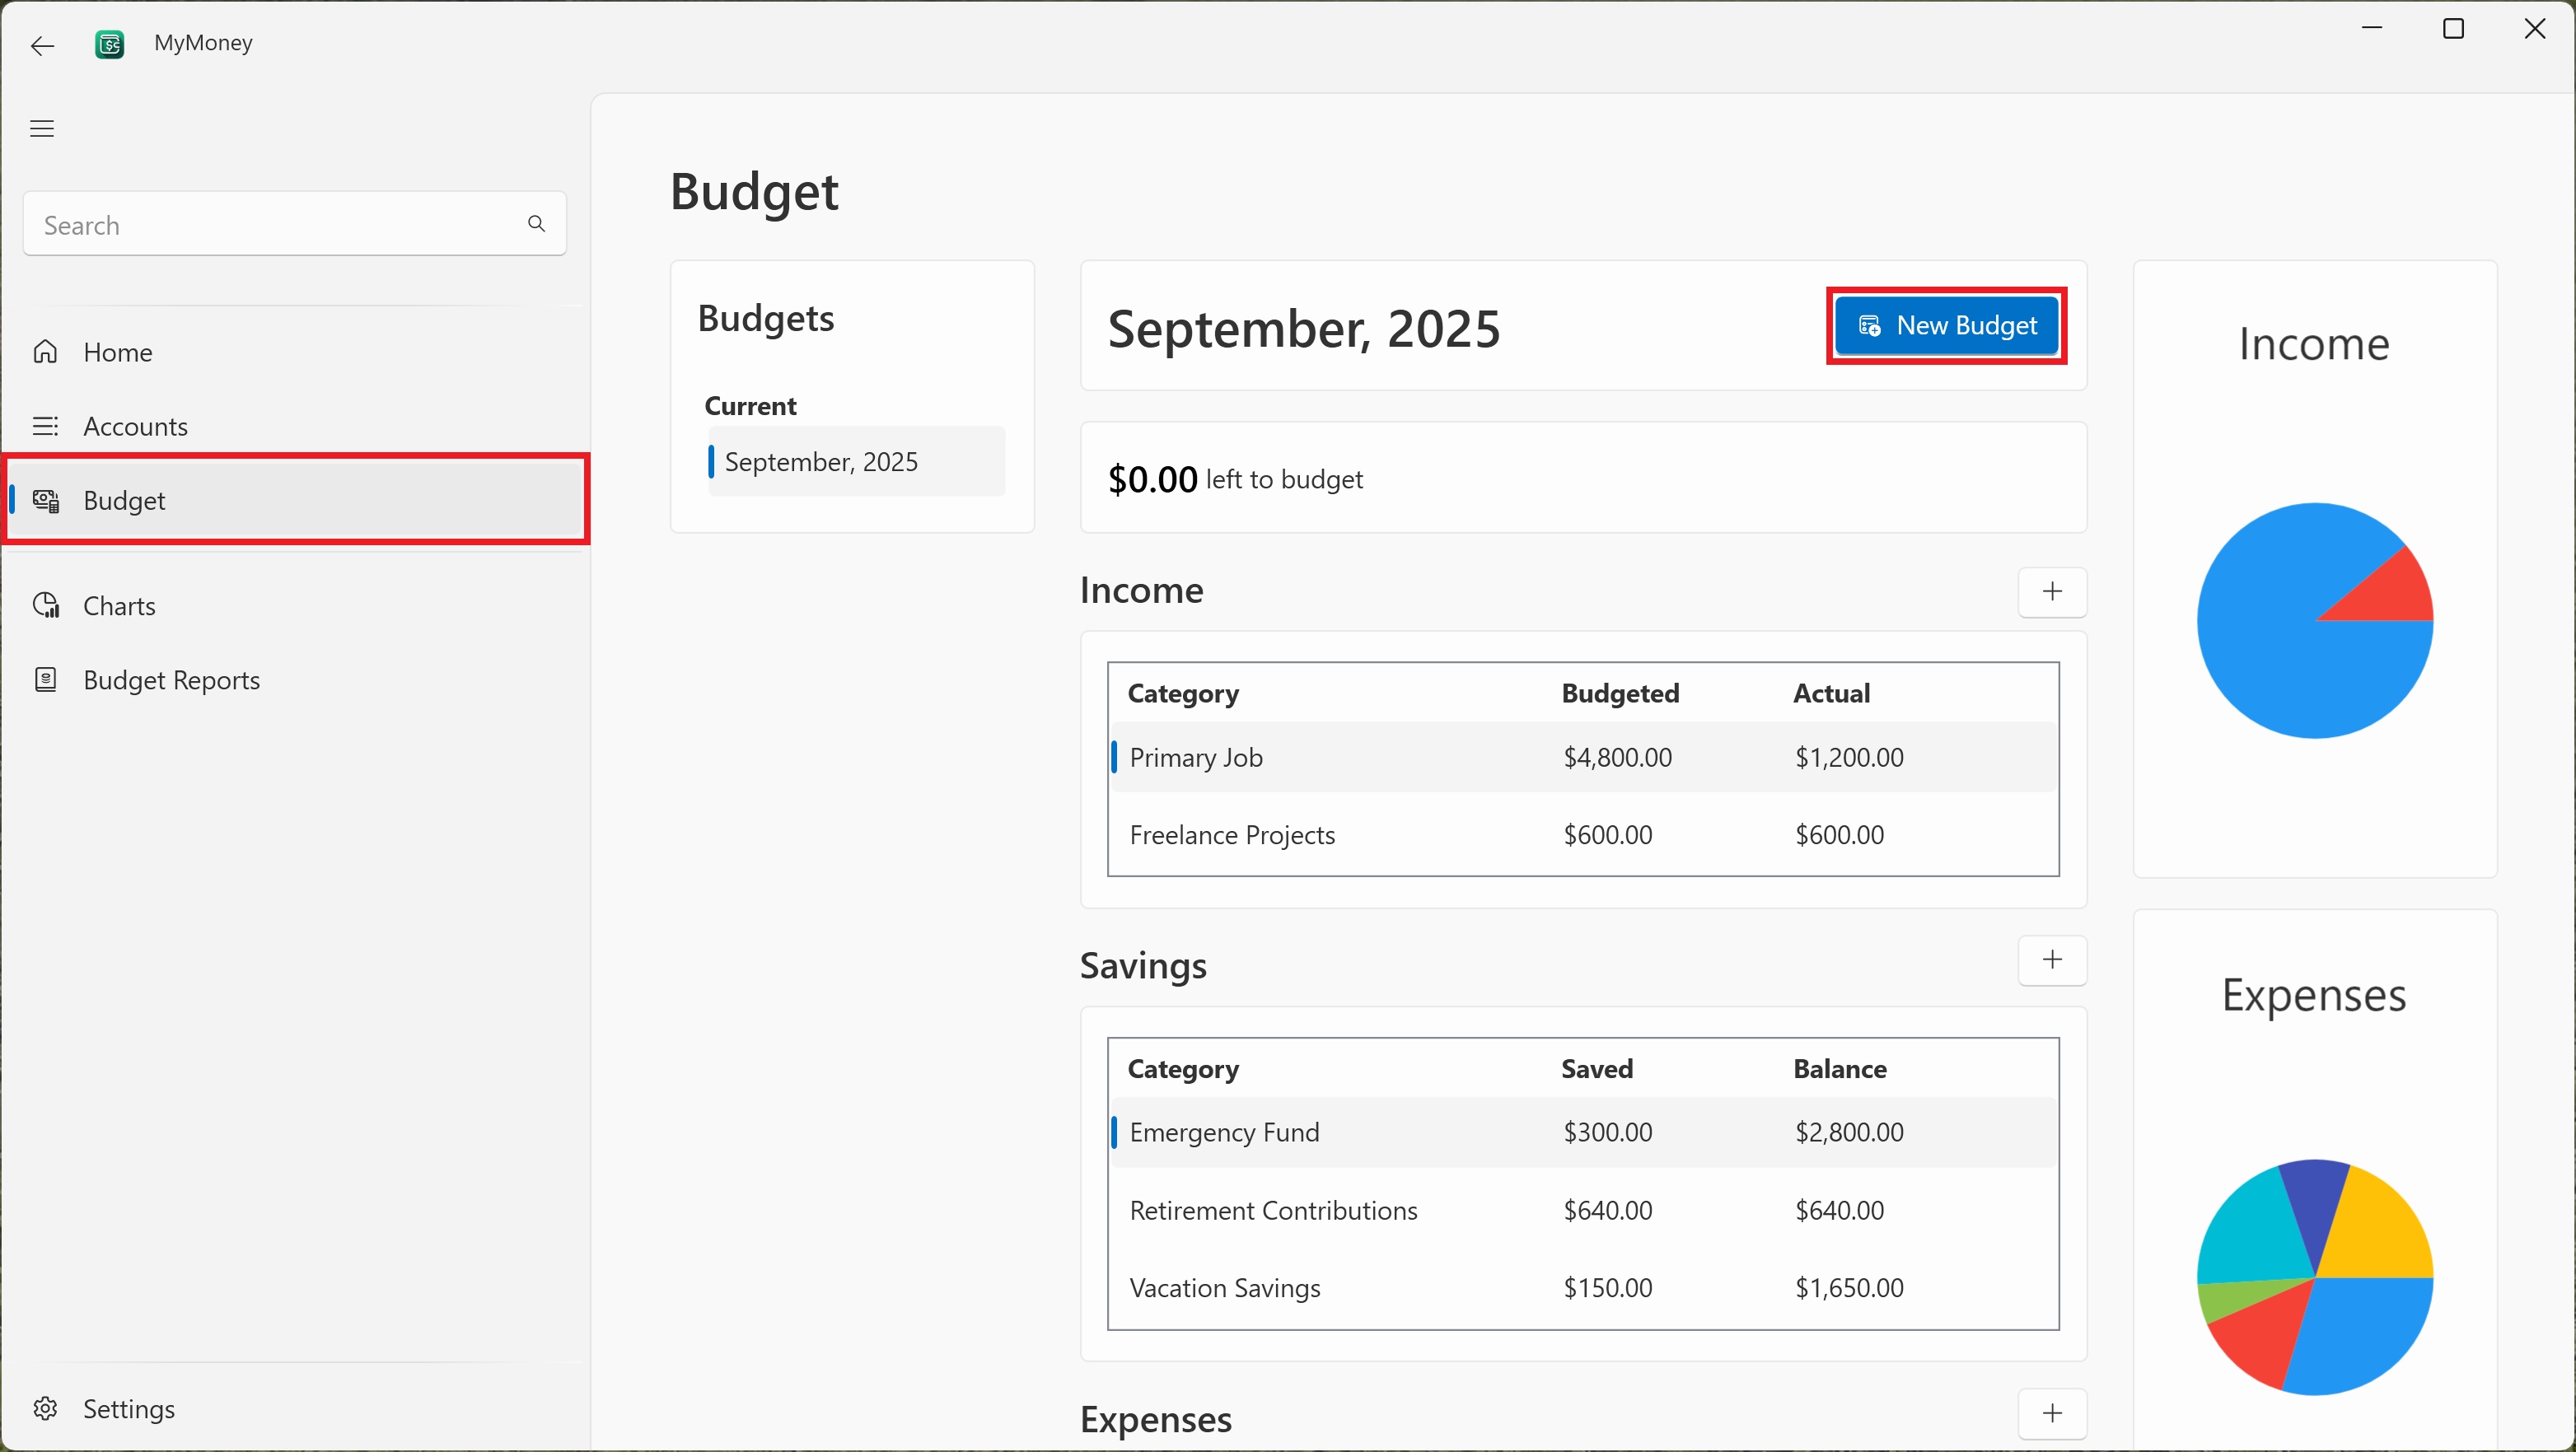 MyMoney
Search
Home
Accounts
Budget
Charts
Budget Reports
Settings
Budget
Budgets
Current
September, 2025
September, 2025
New Budget
$0.00 left to budget
Income
Category Budgeted Actual
Primary Job $4,800.00 $1,200.00
Freelance Projects $600.00 $600.00
Savings
Category Saved Balance
Emergency Fund $300.00 $2,800.00
Retirement Contributions $640.00 $640.00
Vacation Savings $150.00 $1,650.00
Expenses
Income
Expenses